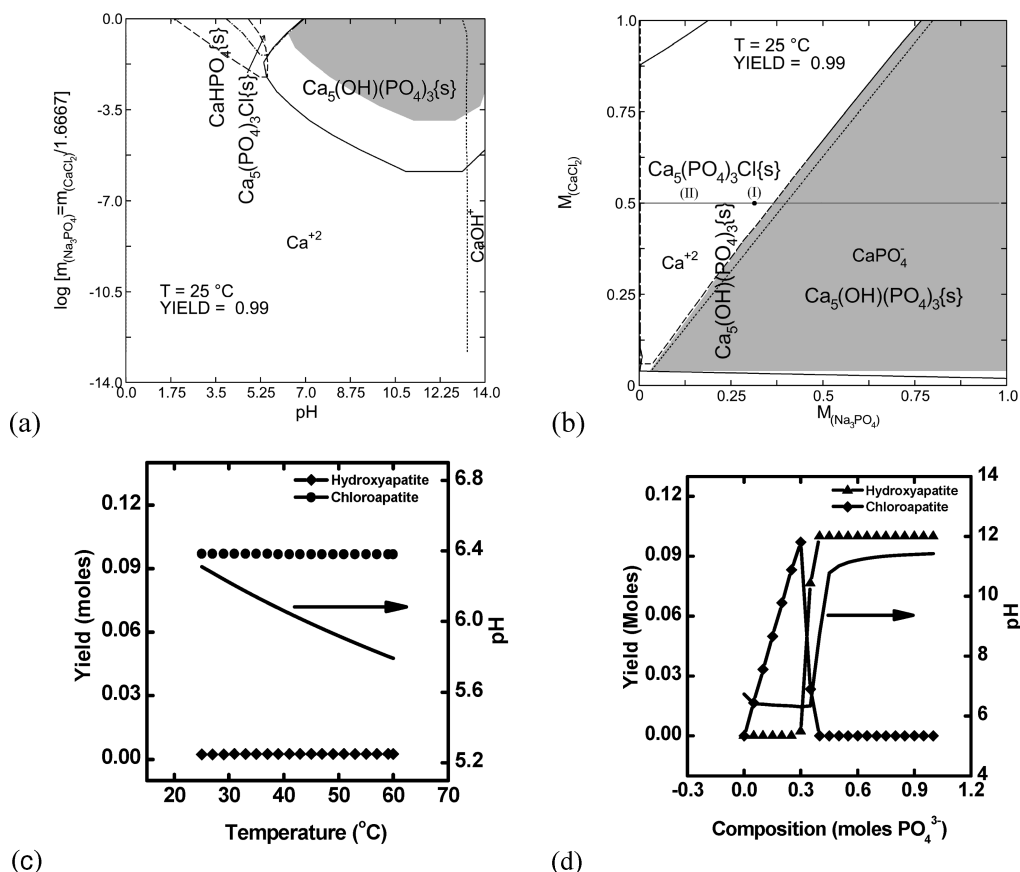 0.0
-3.5
-7.0
-10.5
-14.0
log [m(Na₃PO₄)=m(CaCl₂)/1.6667]
CaHPO₄{s}
Ca₅(PO₄)₃Cl{s}
Ca₅(OH)(PO₄)₃{s}
Ca⁺²
CaOH⁺
T = 25 °C
YIELD = 0.99
0.0 1.75 3.5 5.25 7.0 8.75 10.5 12.25 14.0
pH
(a)
1.0
0.75
0.5
0.25
0
M(CaCl₂)
T = 25 °C
YIELD = 0.99
Ca₅(PO₄)₃Cl{s}
(II) (I)
Ca⁺²
Ca₅(OH)(PO₄)₃{s}
CaPO₄⁻
Ca₅(OH)(PO₄)₃{s}
0 0.25 0.5 0.75 1.0
M(Na₃PO₄)
(b)
Hydroxyapatite
Chloroapatite
0.12
0.09
0.06
0.03
0.00
Yield (moles)
6.8
6.4
6.0
5.6
5.2
pH
20 30 40 50 60 70
Temperature (°C)
(c)
Hydroxyapatite
Chloroapatite
0.12
0.09
0.06
0.03
0.00
Yield (Moles)
14
12
10
8
6
4
pH
-0.3 0.0 0.3 0.6 0.9 1.2
Composition (moles PO₄³⁻)
(d)